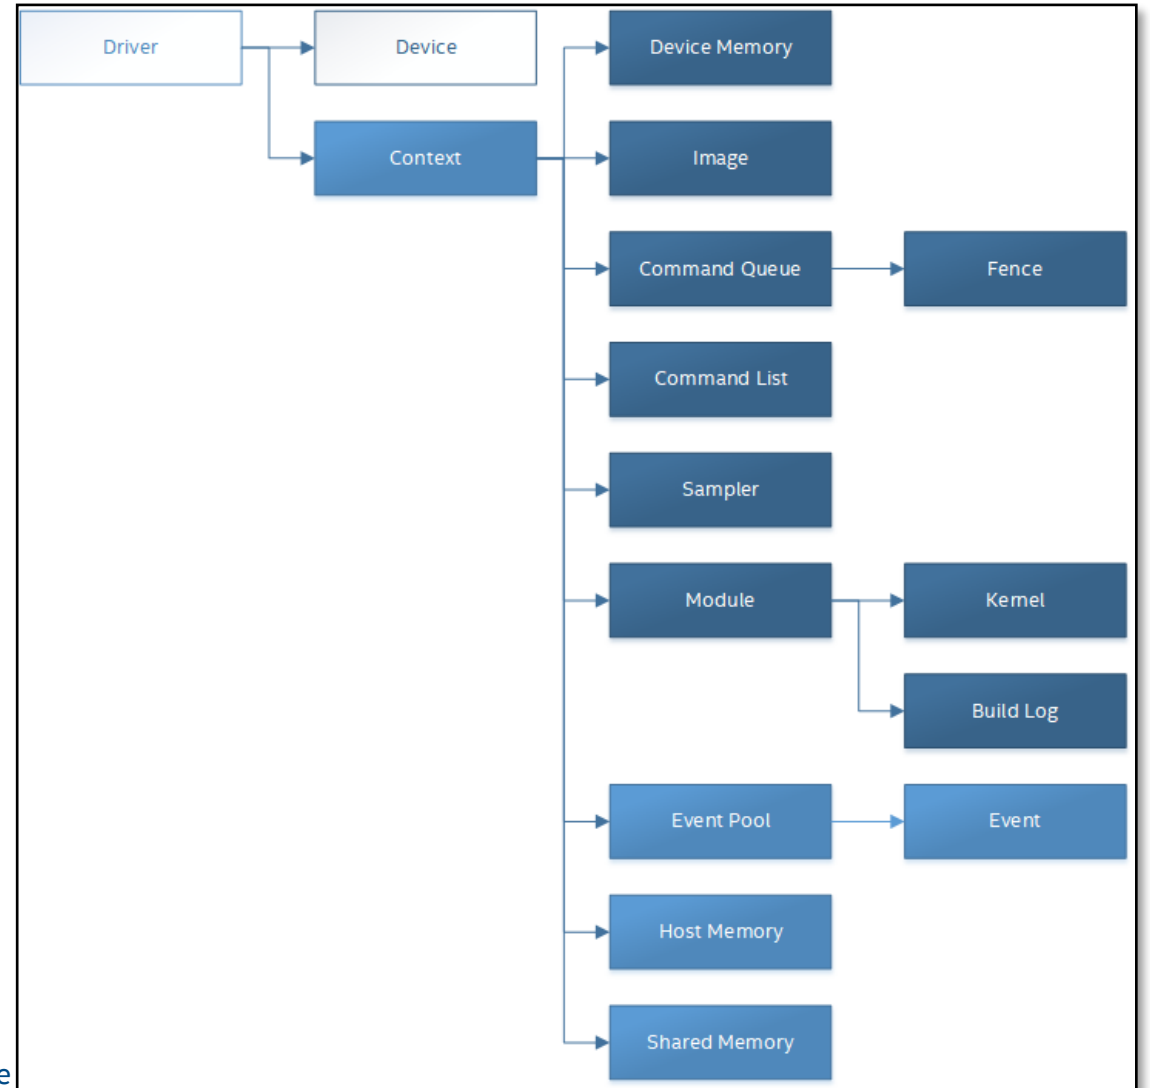 Driver
Device
Device Memory
Context
Image
Command Queue
Fence
Command List
Sampler
Module
Kernel
Build Log
Event Pool
Event
Host Memory
Shared Memory
e